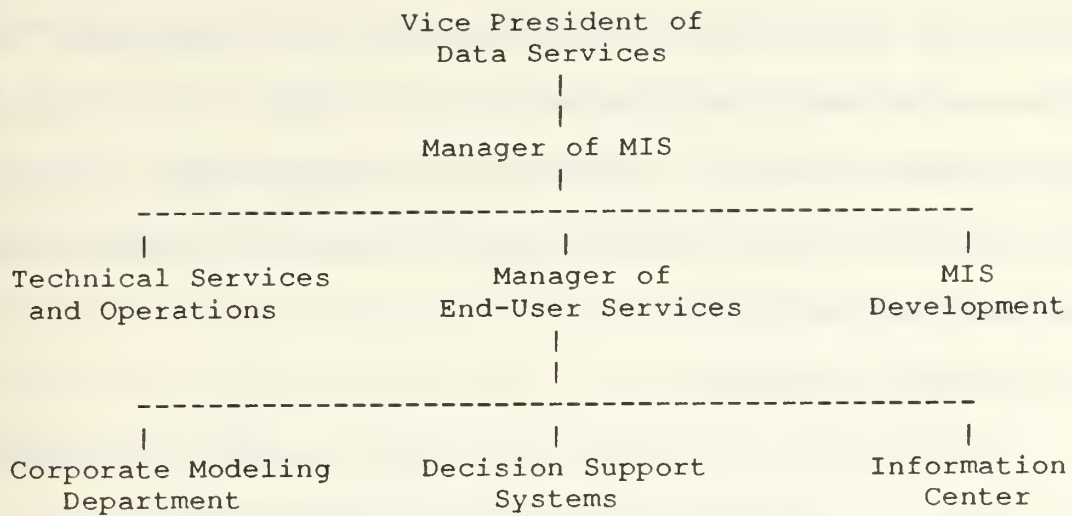 Vice President of
Data Services
Manager of MIS
Technical Services Manager of MIS
and Operations End-User Services Development
Corporate Modeling Decision Support Information
Department Systems Center